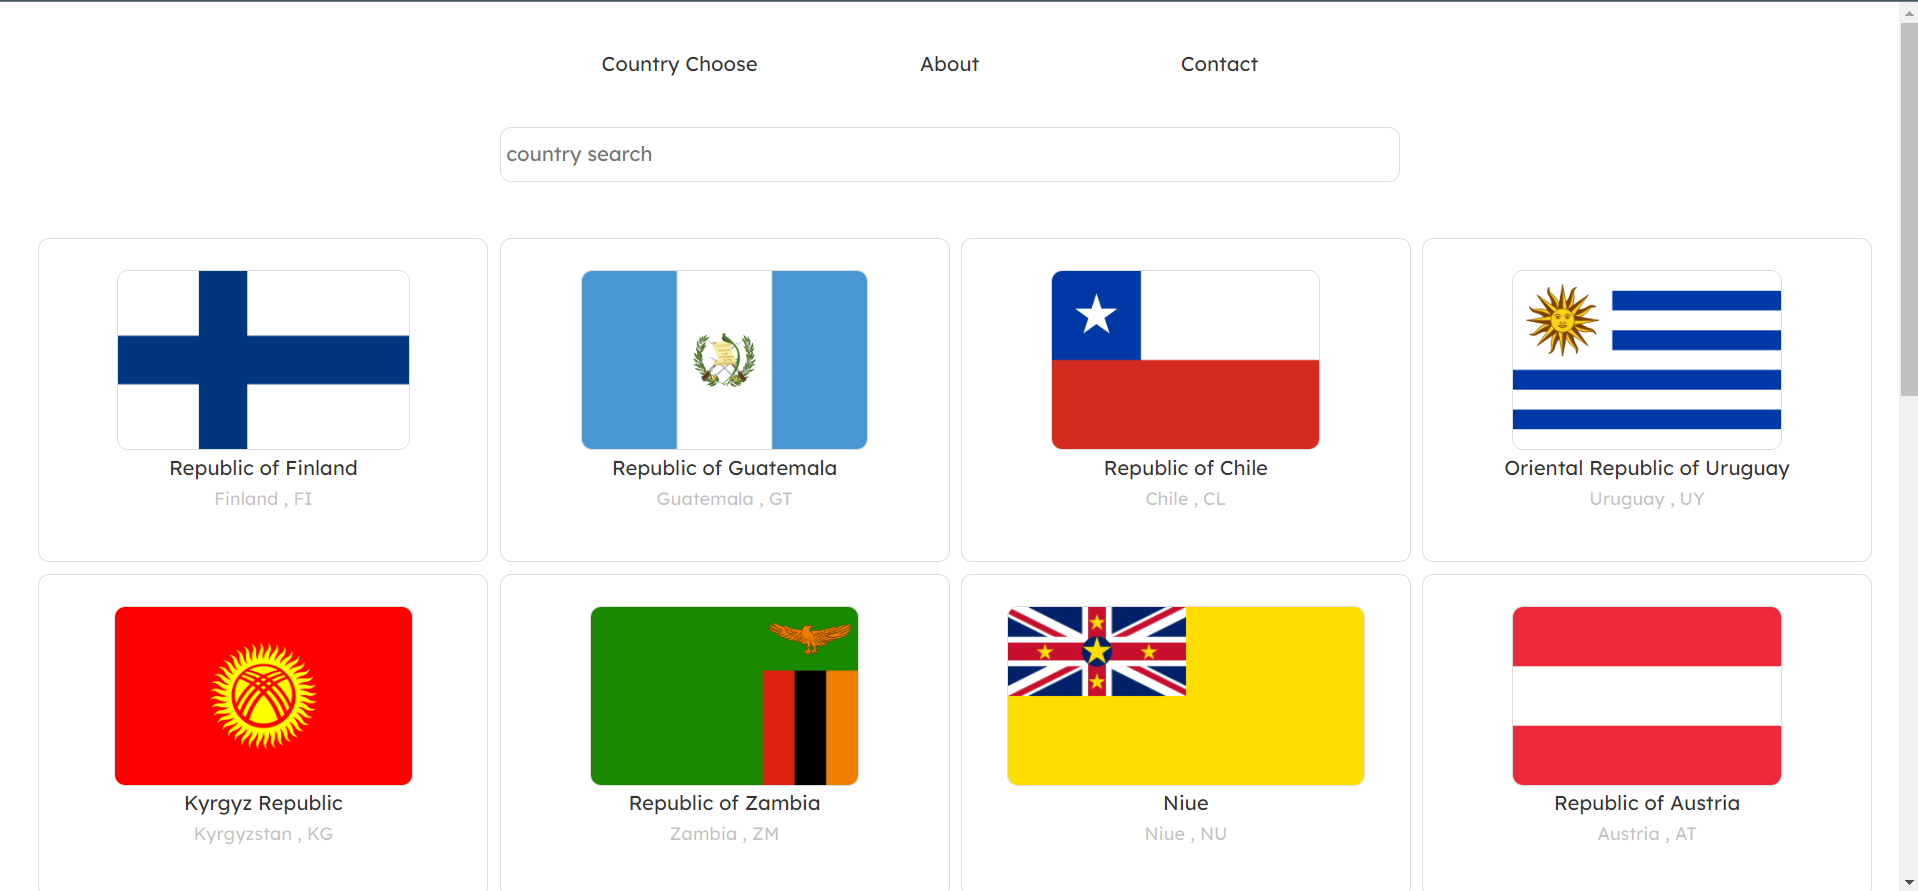 Country Choose About Contact
country search
Republic of Finland Republic of Guatemala Republic of Chile Oriental Republic of Uruguay
Finland , FI Guatemala , GT Chile , CL Uruguay , UY
Kyrgyz Republic Republic of Zambia Niue Republic of Austria
Kyrgyzstan , KG Zambia , ZM Niue , NU Austria , AT